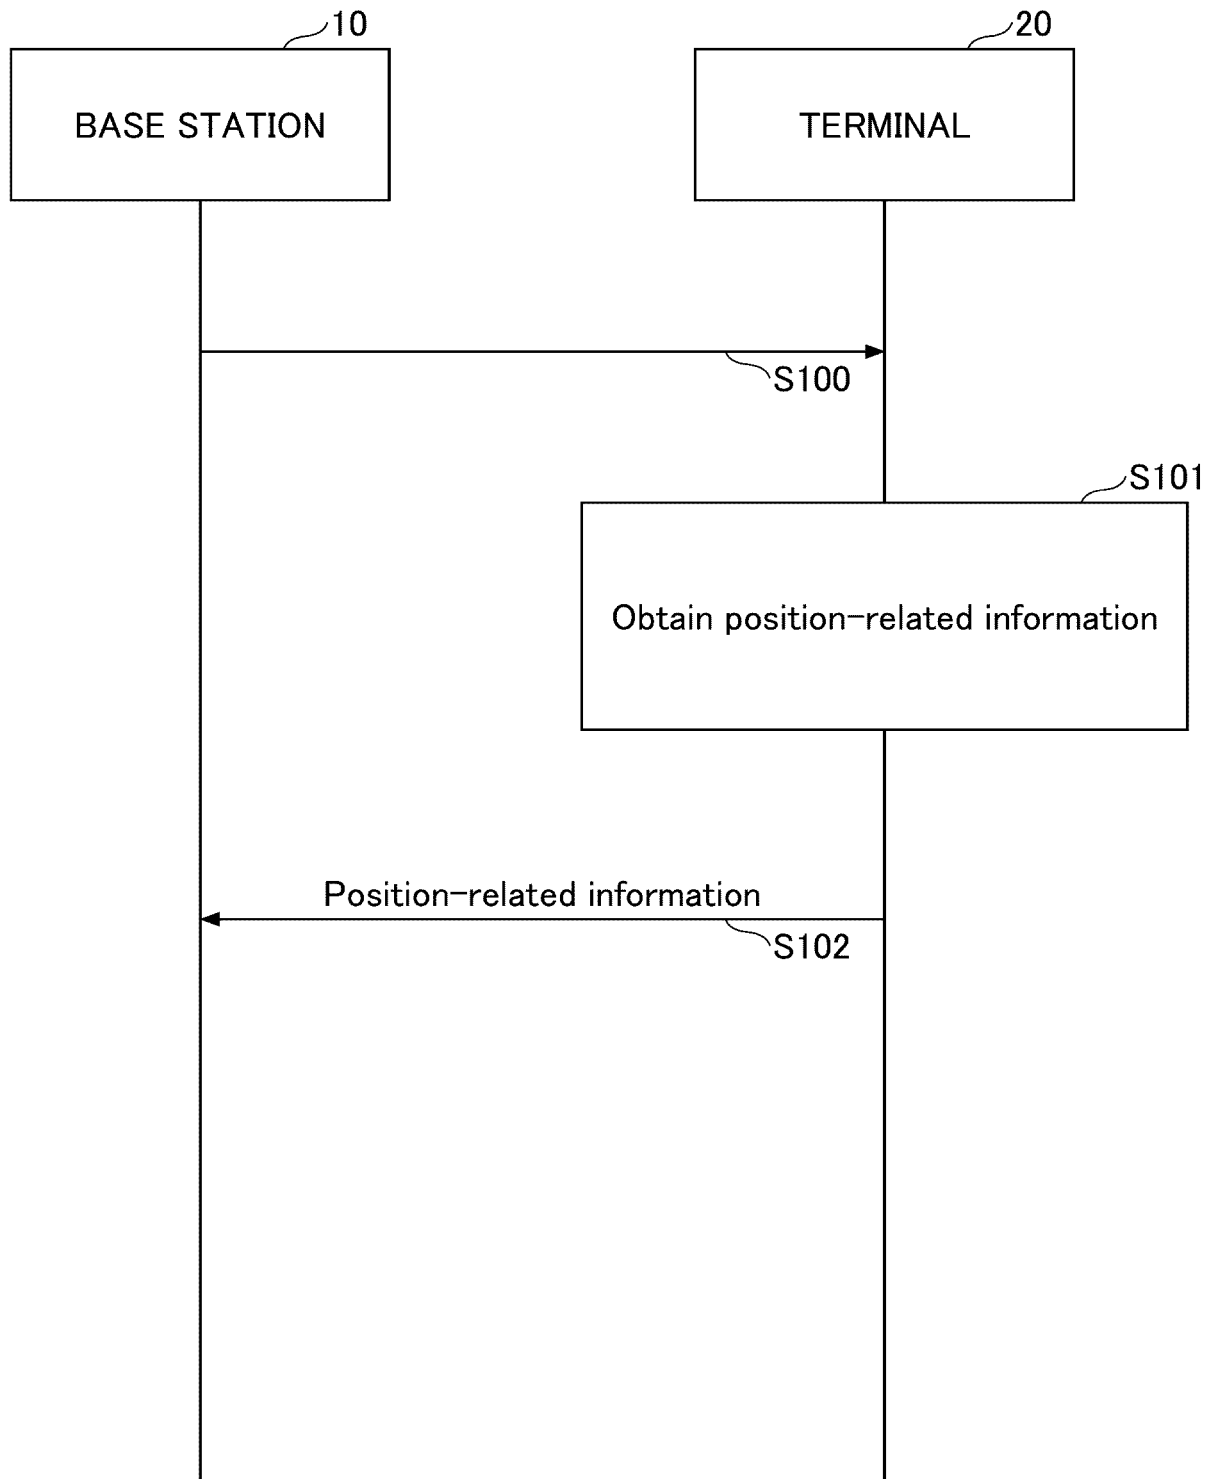 10
20
BASE STATION
TERMINAL
S100
S101
Obtain position-related information
Position-related information
S102